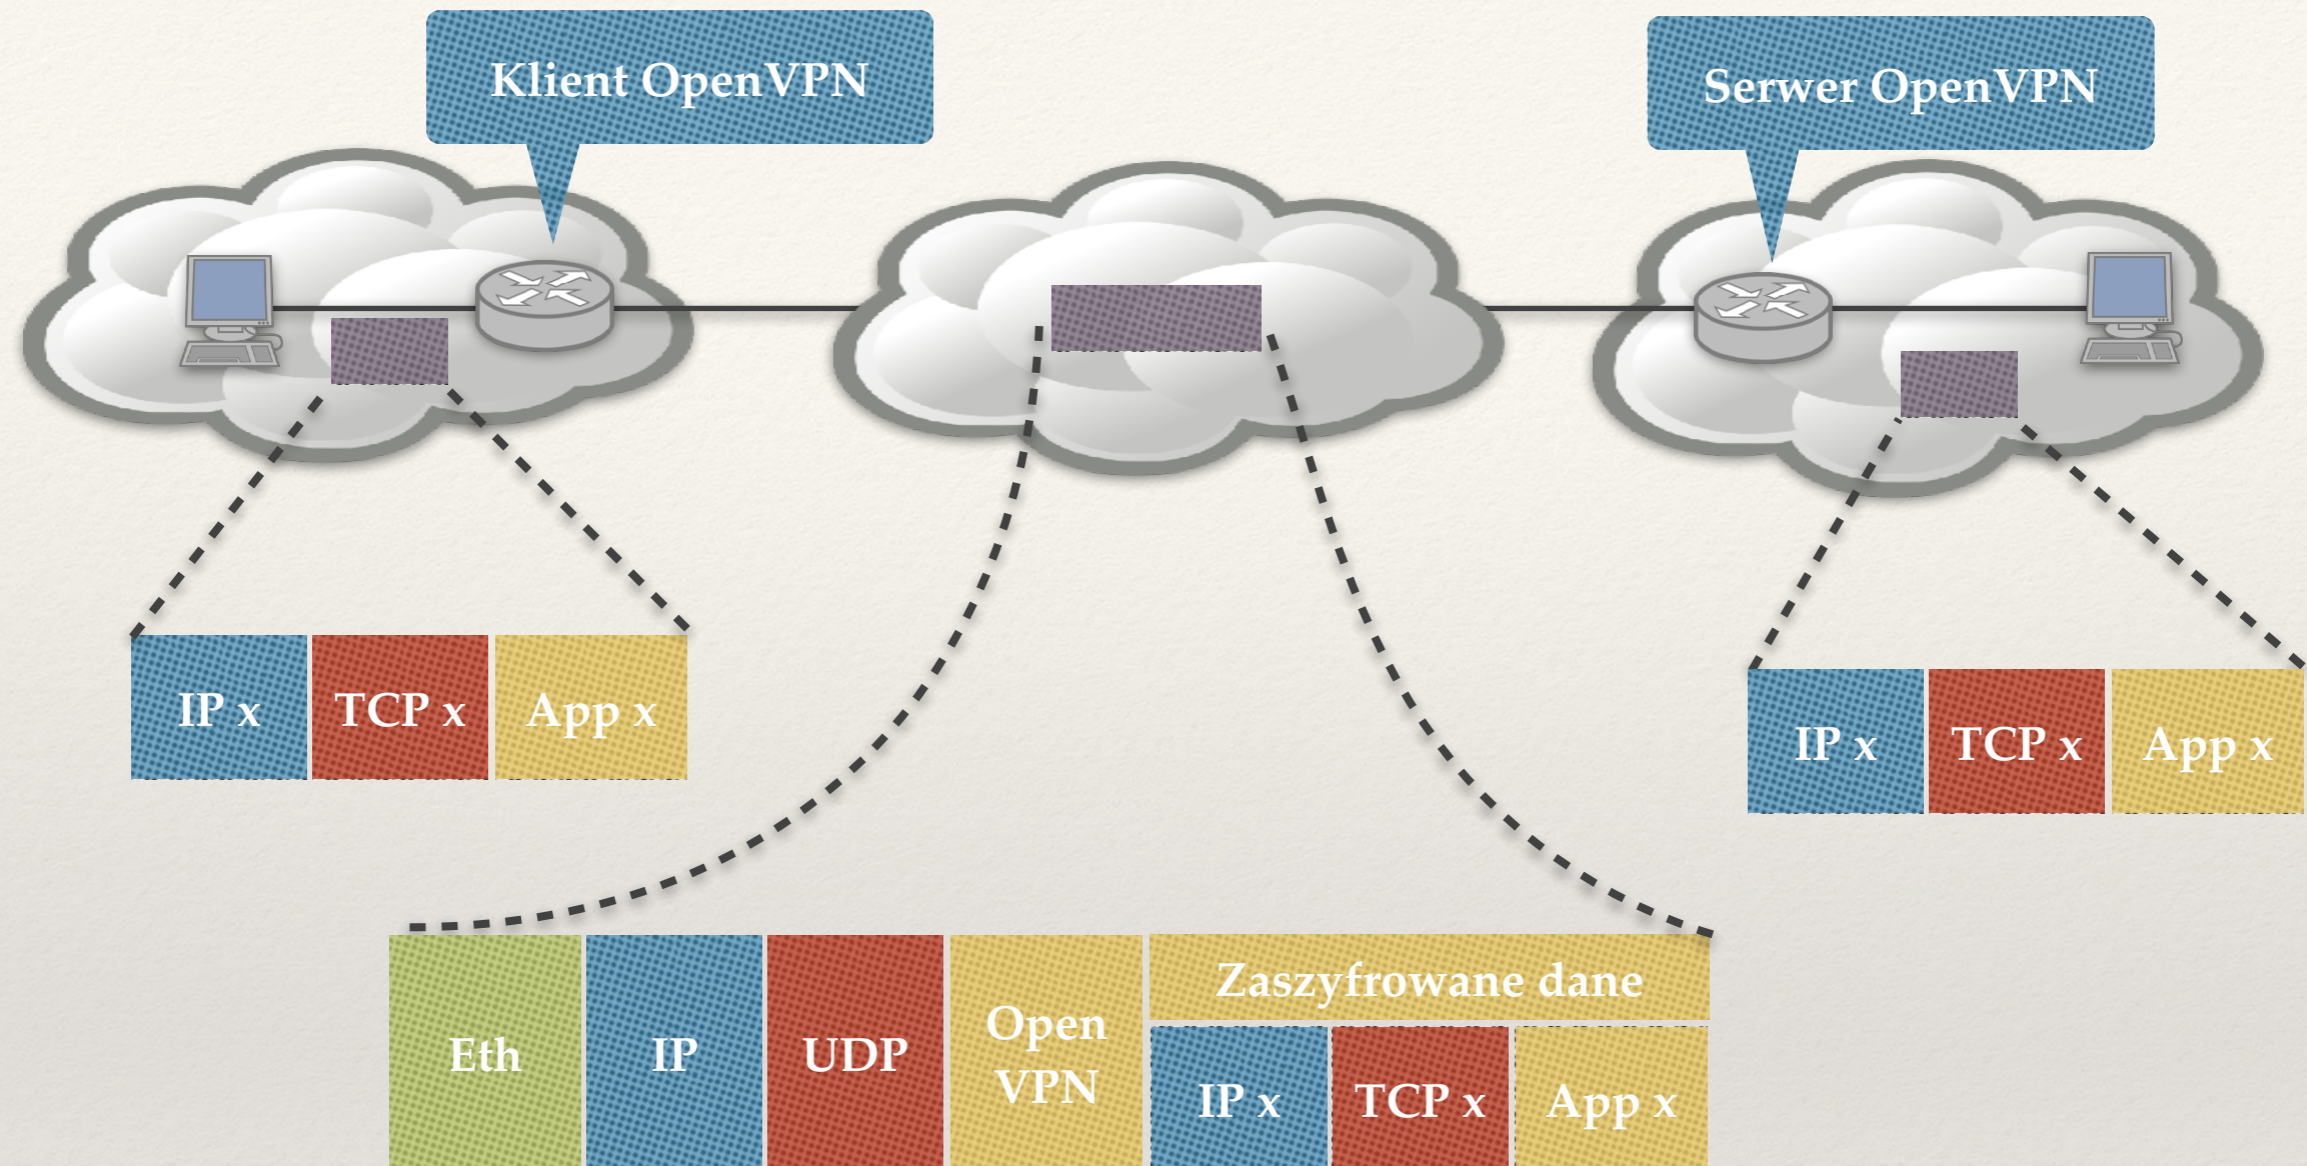 Klient OpenVPN
Serwer OpenVPN
IP x
TCP x
App x
IP x
TCP x
App x
Eth
IP
UDP
Open
VPN
Zaszyfrowane dane
IP x
TCP x
App x